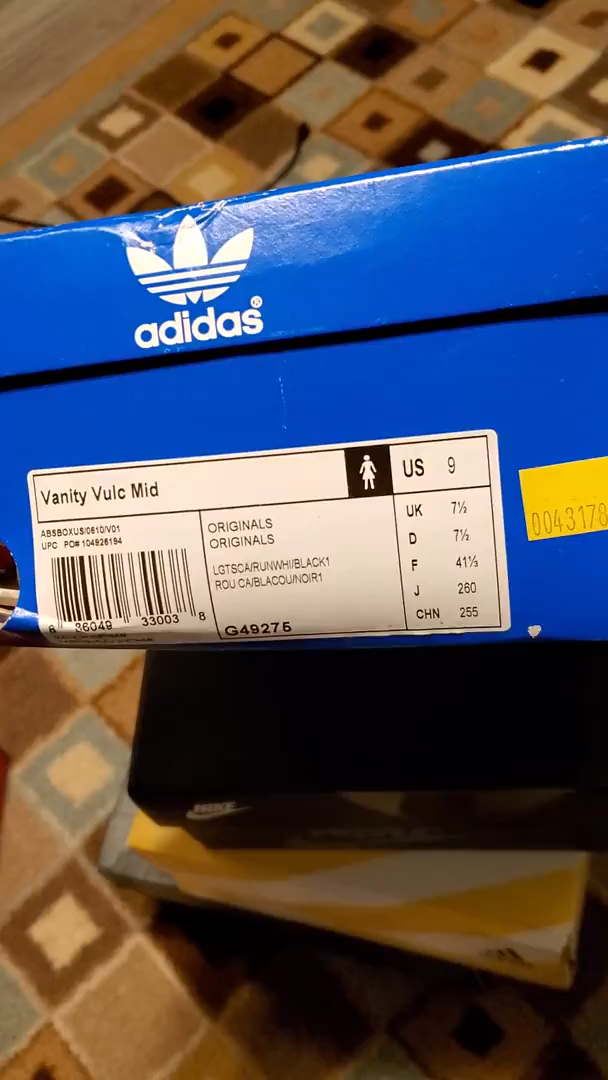 adidas®
Vanity Vulc Mid
US 9
ABSBOXUS/0610/V01
UPC PO# 104926194
8 36049 33003 8
ORIGINALS
ORIGINALS
LGTSCA/RUNWHI/BLACK1
ROU CA/BLACOU/NOIR1
G49275
UK 7½
D 7½
F 41⅓
J 260
CHN 255
0043178
NIKE